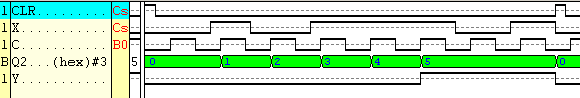 1 CLR......... Cs
1 X........... Cs
1 C........... B0
B Q2...(hex)#3 5 0 1 2 3 4 5 0
1 Y...........